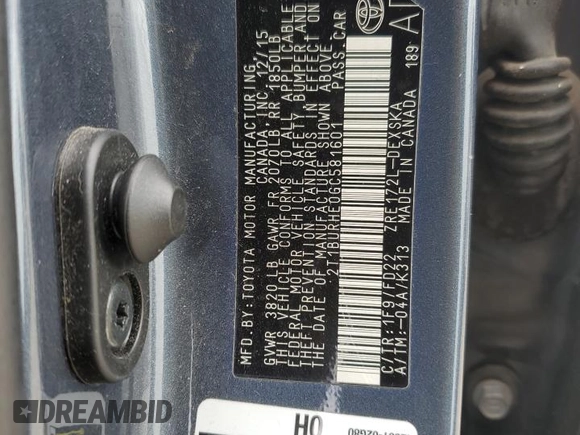 MFD.BY:TOYOTA MOTOR MANUFACTURING
CANADA,INC. 12/15
GVWR 3820LB GAWR FR 2070LB RR 1850LB
THIS VEHICLE CONFORMS TO ALL APPLICABLE
FEDERAL MOTOR VEHICLE SAFETY, BUMPER AND
THEFT PREVENTION STANDARDS IN EFFECT ON
THE DATE OF MANUFACTURE SHOWN ABOVE.
2T1BURHE0GC581601 PASS.CAR
C/TR:1F9/FD22 ZRE172L-DEXSKA
A/TM:-04A/K313 MADE IN CANADA 189
HO
DREAMBID